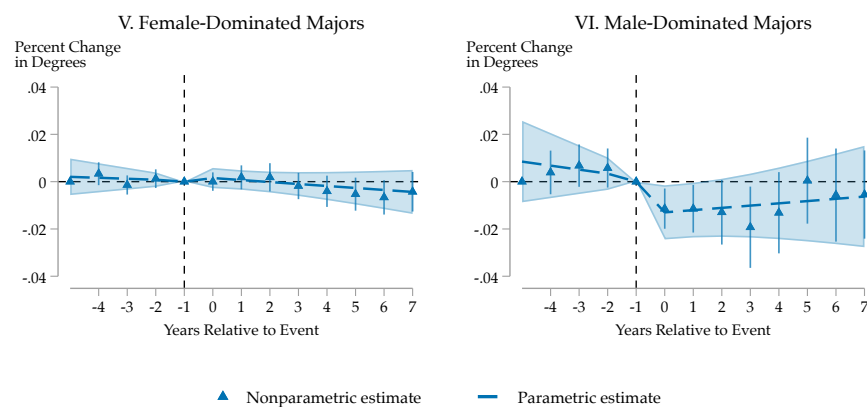 V. Female-Dominated Majors
Percent Change
in Degrees
.04
.02
0
-.02
-.04
-4 -3 -2 -1 0 1 2 3 4 5 6 7
Years Relative to Event
VI. Male-Dominated Majors
Percent Change
in Degrees
.04
.02
0
-.02
-.04
-4 -3 -2 -1 0 1 2 3 4 5 6 7
Years Relative to Event
Nonparametric estimate
Parametric estimate